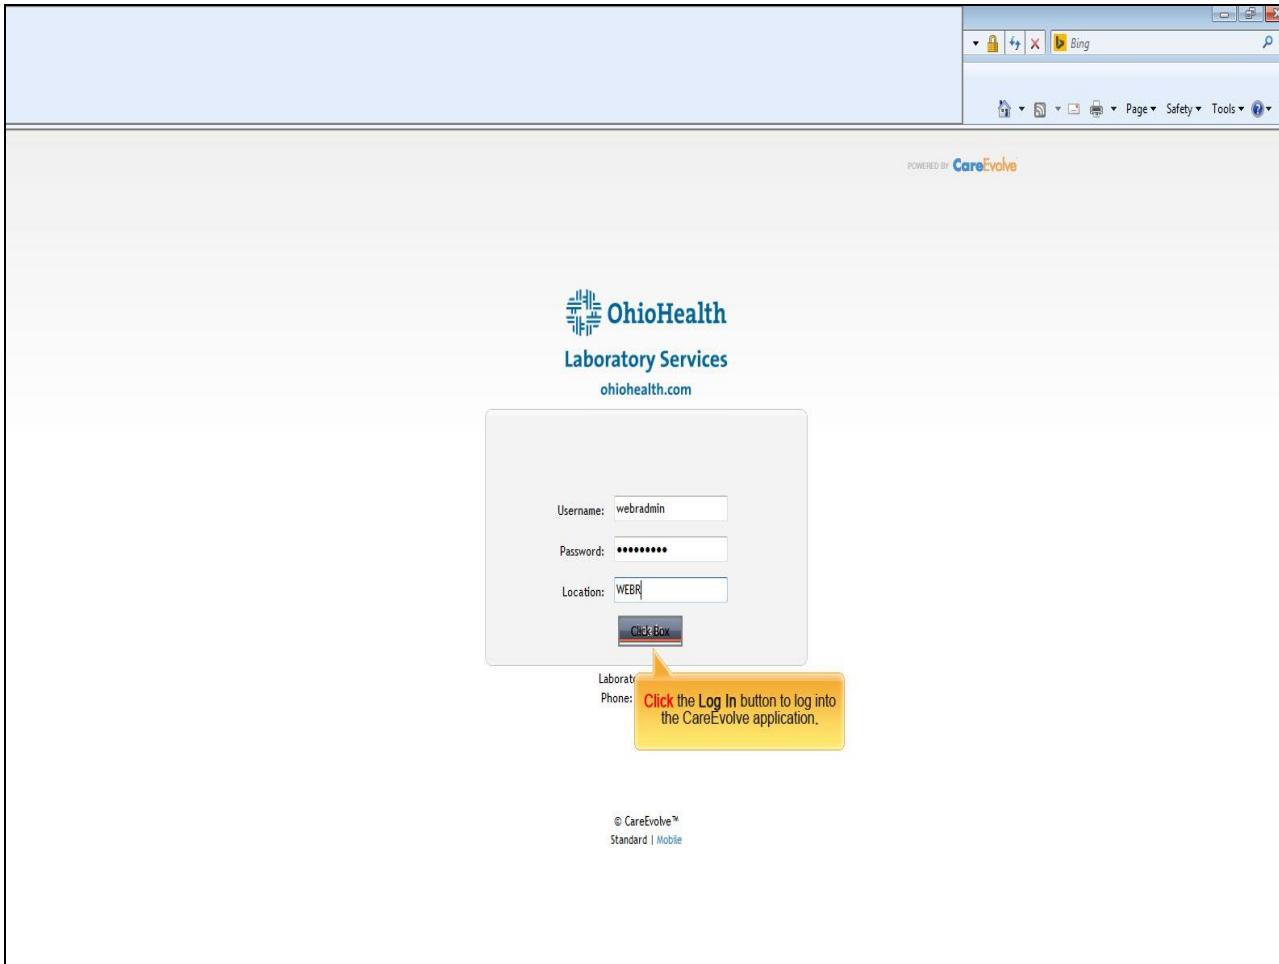 Bing
Page Safety Tools
POWERED BY CareEvolve
OhioHealth
Laboratory Services
ohiohealth.com
Username: webradmin
Password: •••••••••
Location: WEBR
Click Box
Phone:
Click the Log In button to log into
the CareEvolve application.
© CareEvolve™
Standard | Mobile